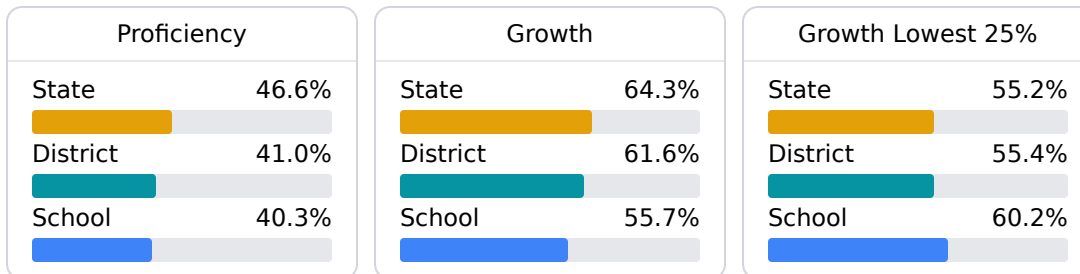 Proficiency
State 46.6%
District 41.0%
School 40.3%
Growth
State 64.3%
District 61.6%
School 55.7%
Growth Lowest 25%
State 55.2%
District 55.4%
School 60.2%